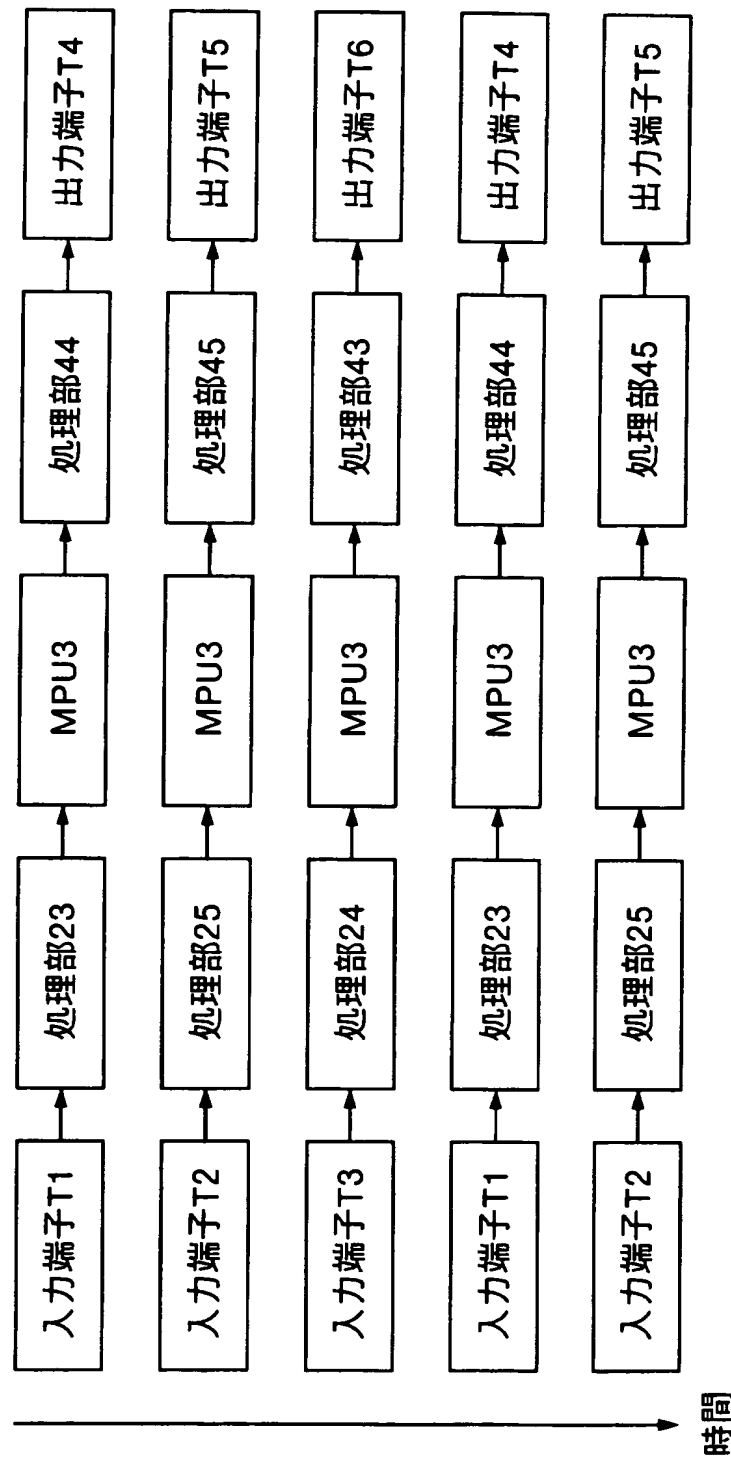 時間
入力端子T1
処理部23
MPU3
処理部44
出力端子T4
入力端子T2
処理部25
MPU3
処理部45
出力端子T5
入力端子T3
処理部24
MPU3
処理部43
出力端子T6
入力端子T1
処理部23
MPU3
処理部44
出力端子T4
入力端子T2
処理部25
MPU3
処理部45
出力端子T5